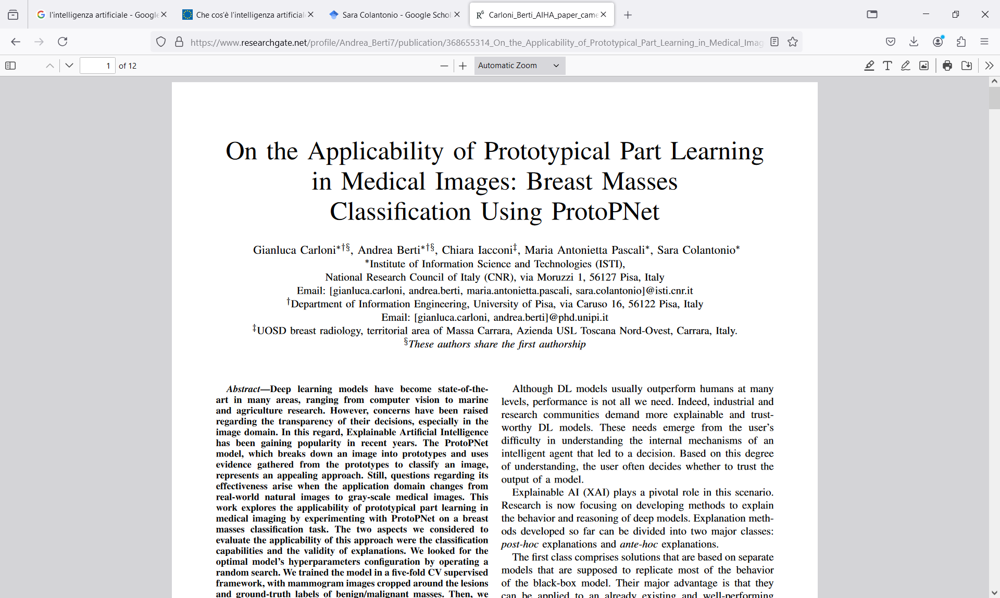 l'intelligenza artificiale - Google
Che cos'è l'intelligenza artificial
Sara Colantonio - Google Schol
Carloni_Berti_AIHA_paper_came
https://www.researchgate.net/profile/Andrea_Berti7/publication/368655314_On_the_Applicability_of_Prototypical_Part_Learning_in_Medical_Imag
1 of 12
Automatic Zoom
On the Applicability of Prototypical Part Learning
in Medical Images: Breast Masses
Classification Using ProtoPNet
Gianluca Carloni*†§, Andrea Berti*†§, Chiara Iacconi‡, Maria Antonietta Pascali*, Sara Colantonio*
*Institute of Information Science and Technologies (ISTI),
National Research Council of Italy (CNR), via Moruzzi 1, 56127 Pisa, Italy
Email: [gianluca.carloni, andrea.berti, maria.antonietta.pascali, sara.colantonio]@isti.cnr.it
†Department of Information Engineering, University of Pisa, via Caruso 16, 56122 Pisa, Italy
Email: [gianluca.carloni, andrea.berti]@phd.unipi.it
‡UOSD breast radiology, territorial area of Massa Carrara, Azienda USL Toscana Nord-Ovest, Carrara, Italy.
§These authors share the first authorship
Abstract—Deep learning models have become state-of-the-
art in many areas, ranging from computer vision to marine
and agriculture research. However, concerns have been raised
regarding the transparency of their decisions, especially in the
image domain. In this regard, Explainable Artificial Intelligence
has been gaining popularity in recent years. The ProtoPNet
model, which breaks down an image into prototypes and uses
evidence gathered from the prototypes to classify an image,
represents an appealing approach. Still, questions regarding its
effectiveness arise when the application domain changes from
real-world natural images to gray-scale medical images. This
work explores the applicability of prototypical part learning in
medical imaging by experimenting with ProtoPNet on a breast
masses classification task. The two aspects we considered to
evaluate the applicability of this approach were the classification
capabilities and the validity of explanations. We looked for the
optimal model's hyperparameters configuration by operating a
random search. We trained the model in a five-fold CV supervised
framework, with mammogram images cropped around the lesions
and ground-truth labels of benign/malignant masses. Then, we
Although DL models usually outperform humans at many
levels, performance is not all we need. Indeed, industrial and
research communities demand more explainable and trust-
worthy DL models. These needs emerge from the user's
difficulty in understanding the internal mechanisms of an
intelligent agent that led to a decision. Based on this degree
of understanding, the user often decides whether to trust the
output of a model.
Explainable AI (XAI) plays a pivotal role in this scenario.
Research is now focusing on developing methods to explain
the behavior and reasoning of deep models. Explanation meth-
ods developed so far can be divided into two major classes:
post-hoc explanations and ante-hoc explanations.
The first class comprises solutions that are based on separate
models that are supposed to replicate most of the behavior
of the black-box model. Their major advantage is that they
can be applied to an already existing and well-performing